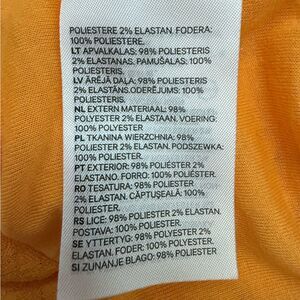 POLIESTERE 2% ELASTAN. FODERA:
100% POLIESTERE.
LT APVALKALAS: 98% POLIESTERIS
2% ELASTANAS. PAMUŠALAS: 100%
POLIESTERIS.
LV ĀRĒJĀ DAĻA: 98% POLIESTERIS
2% ELASTĀNS.ODERĒJUMS: 100%
POLIESTERIS.
NL EXTERN MATERIAAL: 98%
POLYESTER 2% ELASTAAN. VOERING:
100% POLYESTER
PL TKANINA WIERZCHNIA: 98%
POLIESTER 2% ELASTAN. PODSZEWKA:
100% POLIESTER.
PT EXTERIOR: 98% POLIÉSTER 2%
ELASTANO. FORRO: 100% POLIÉSTER.
RO TESATURA: 98% POLIESTER
2% ELASTAN. CĂPTUŞEALĂ: 100%
POLIESTER.
RS LICE: 98% POLIESTER 2% ELASTAN.
POSTAVA: 100% POLIESTER.
SE YTTERTYG: 98% POLYESTER 2%
ELASTAN. FODER: 100% POLYESTER.
SI ZUNANJE BLAGO: 98% POLIESTER